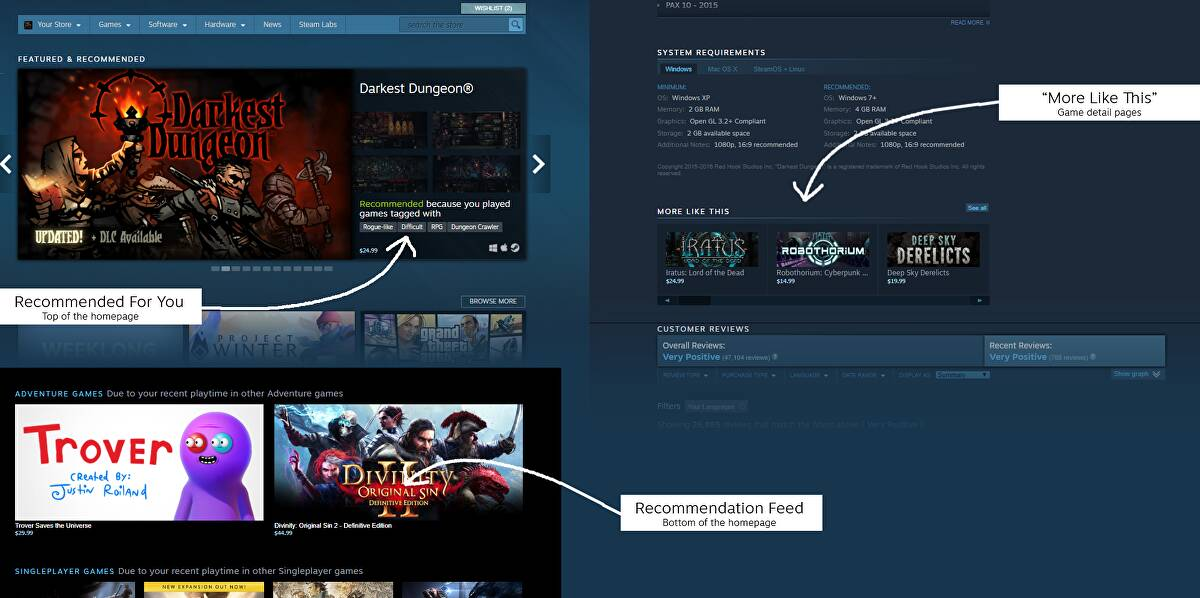 WISHLIST (2)
Your Store
Games
Software
Hardware
News
Steam Labs
search the store
FEATURED & RECOMMENDED
Darkest
Dungeon
UPDATED! + DLC Available
Darkest Dungeon®
Recommended because you played
games tagged with
Rogue-like Difficult RPG Dungeon Crawler
$24.99
Recommended For You
Top of the homepage
BROWSE MORE
WEEKLONG
PROJECT
WINTER
grand
theft
ADVENTURE GAMES Due to your recent playtime in other Adventure games
Trover
CREATED BY:
Justin Roiland
DIVINITY
II
ORIGINAL SIN
DEFINITIVE EDITION
Trover Saves the Universe
$29.99
Divinity: Original Sin 2 - Definitive Edition
$44.99
Recommendation Feed
Bottom of the homepage
SINGLEPLAYER GAMES Due to your recent playtime in other Singleplayer games
NEW EXPANSION OUT NOW!
PAX 10 - 2015
READ MORE
SYSTEM REQUIREMENTS
Windows Mac OS X SteamOS + Linux
MINIMUM:
OS: Windows XP
Memory: 2 GB RAM
Graphics: Open GL 3.2+ Compliant
Storage: 2 GB available space
Additional Notes: 1080p, 16:9 recommended
RECOMMENDED:
OS: Windows 7+
Memory: 4 GB RAM
Graphics: Open GL 3.2+ Compliant
Storage: 2 GB available space
Additional Notes: 1080p, 16:9 recommended
Copyright 2015-2016 Red Hook Studios Inc. "Darkest Dungeon" is a registered trademark of Red Hook Studios Inc. All rights
reserved.
“More Like This”
Game detail pages
MORE LIKE THIS
See all
IRATUS
LORD OF THE DEAD
Iratus: Lord of the Dead
$24.99
ROBOTHORIUM
Robothorium: Cyberpunk ...
$14.99
DEEP SKY
DERELICTS
Deep Sky Derelicts
$19.99
CUSTOMER REVIEWS
Overall Reviews:
Very Positive (47,104 reviews)
Recent Reviews:
Very Positive (788 reviews)
REVIEW TYPE PURCHASE TYPE LANGUAGE DATE RANGE DISPLAY AS: Summary
Show graph
Filters Your Languages